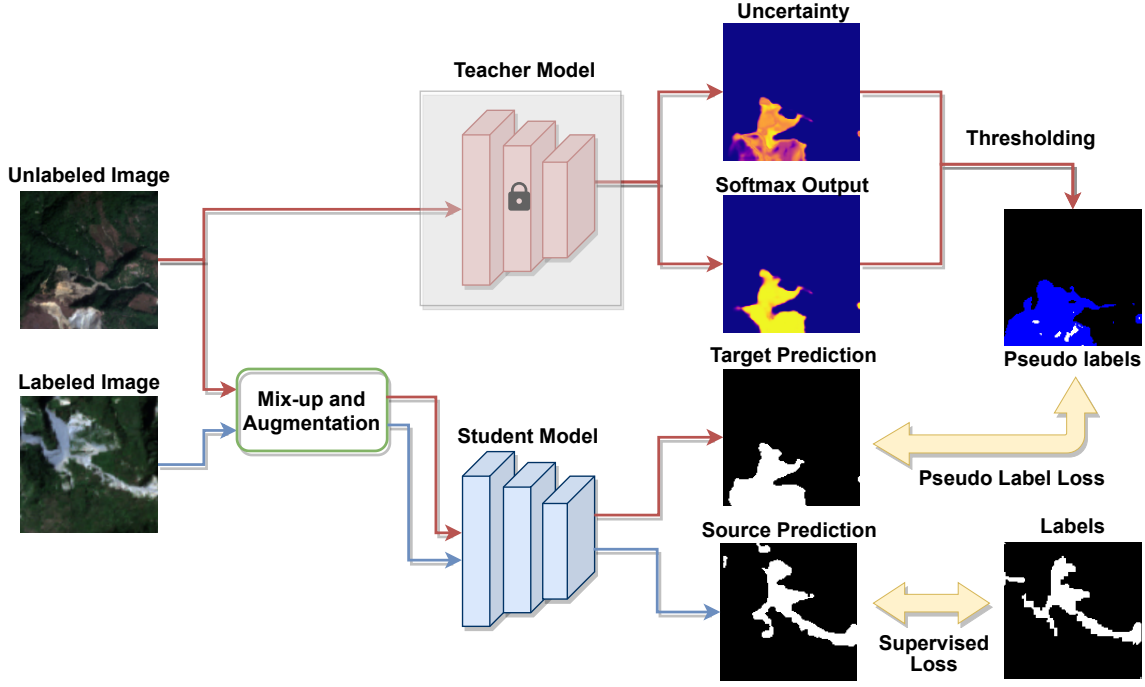 Uncertainty
Teacher Model
Thresholding
Unlabeled Image
Softmax Output
Target Prediction
Pseudo labels
Labeled Image
Mix-up and
Augmentation
Student Model
Pseudo Label Loss
Source Prediction
Labels
Supervised
Loss